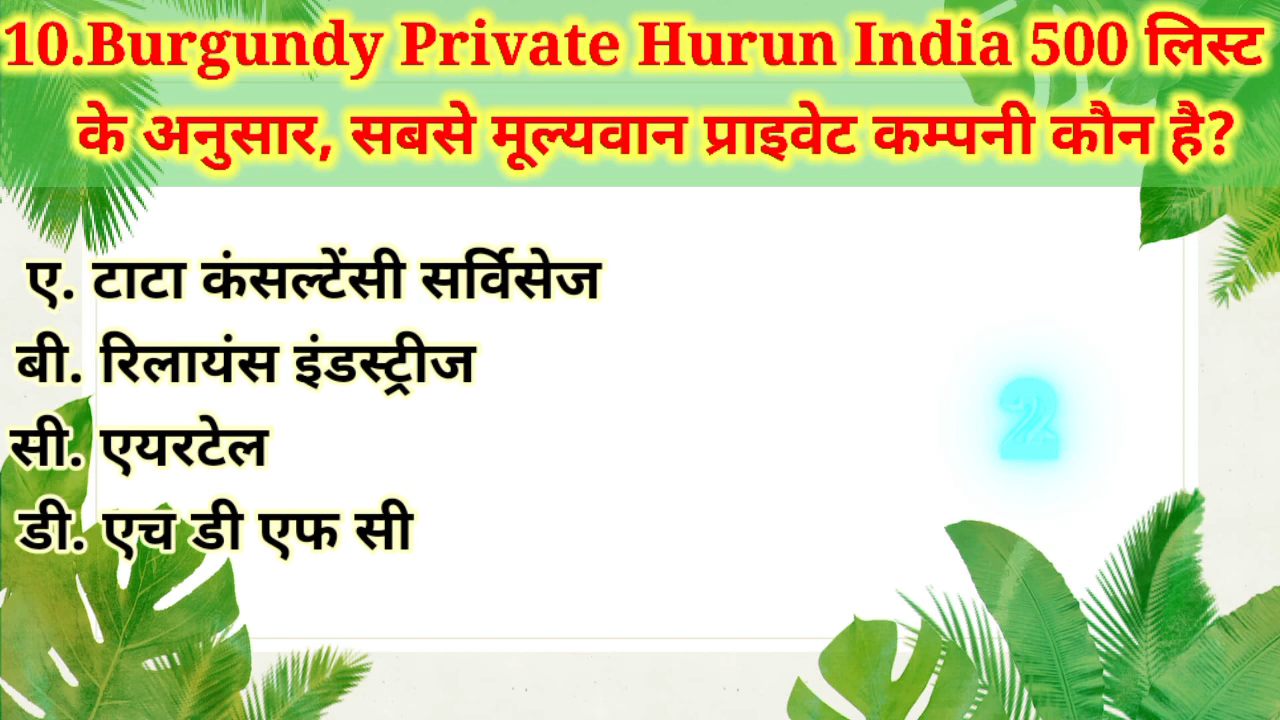 10.Burgundy Private Hurun India 500 लिस्ट
के अनुसार, सबसे मूल्यवान प्राइवेट कम्पनी कौन है?
ए. टाटा कंसल्टेंसी सर्विसेज
बी. रिलायंस इंडस्ट्रीज
2
सी. एयरटेल
डी. एच डी एफ सी